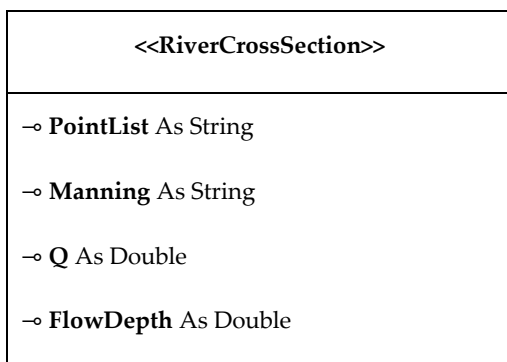 <<RiverCrossSection>>
⊸ PointList As String
⊸ Manning As String
⊸ Q As Double
⊸ FlowDepth As Double